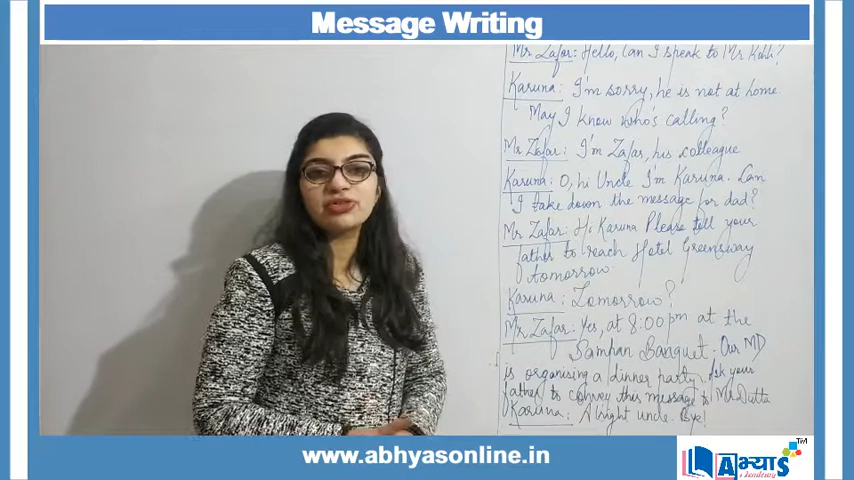 Message Writing
Mr Zafar: Hello, Can I speak to Mr Kohli?
Karuna: I'm sorry, he is not at home.
May I know who's calling?
Mr Zafar: I'm Zafar, his colleague
Karuna: O, hi Uncle I'm Karuna. Can
I take down the message for dad?
Mr Zafar: Hi Karuna Please tell your
father to reach Hotel Greensway
tomorrow.
Karuna: Tomorrow?
Mr Zafar: Yes, at 8:00 pm at the
Sampan Banquet. Our MD
is organising a dinner party. Ask your
father to convey this message to Mr Dutta
Karuna: Alright uncle. Bye!
www.abhyasonline.in
अभ्याS
Academy
TM